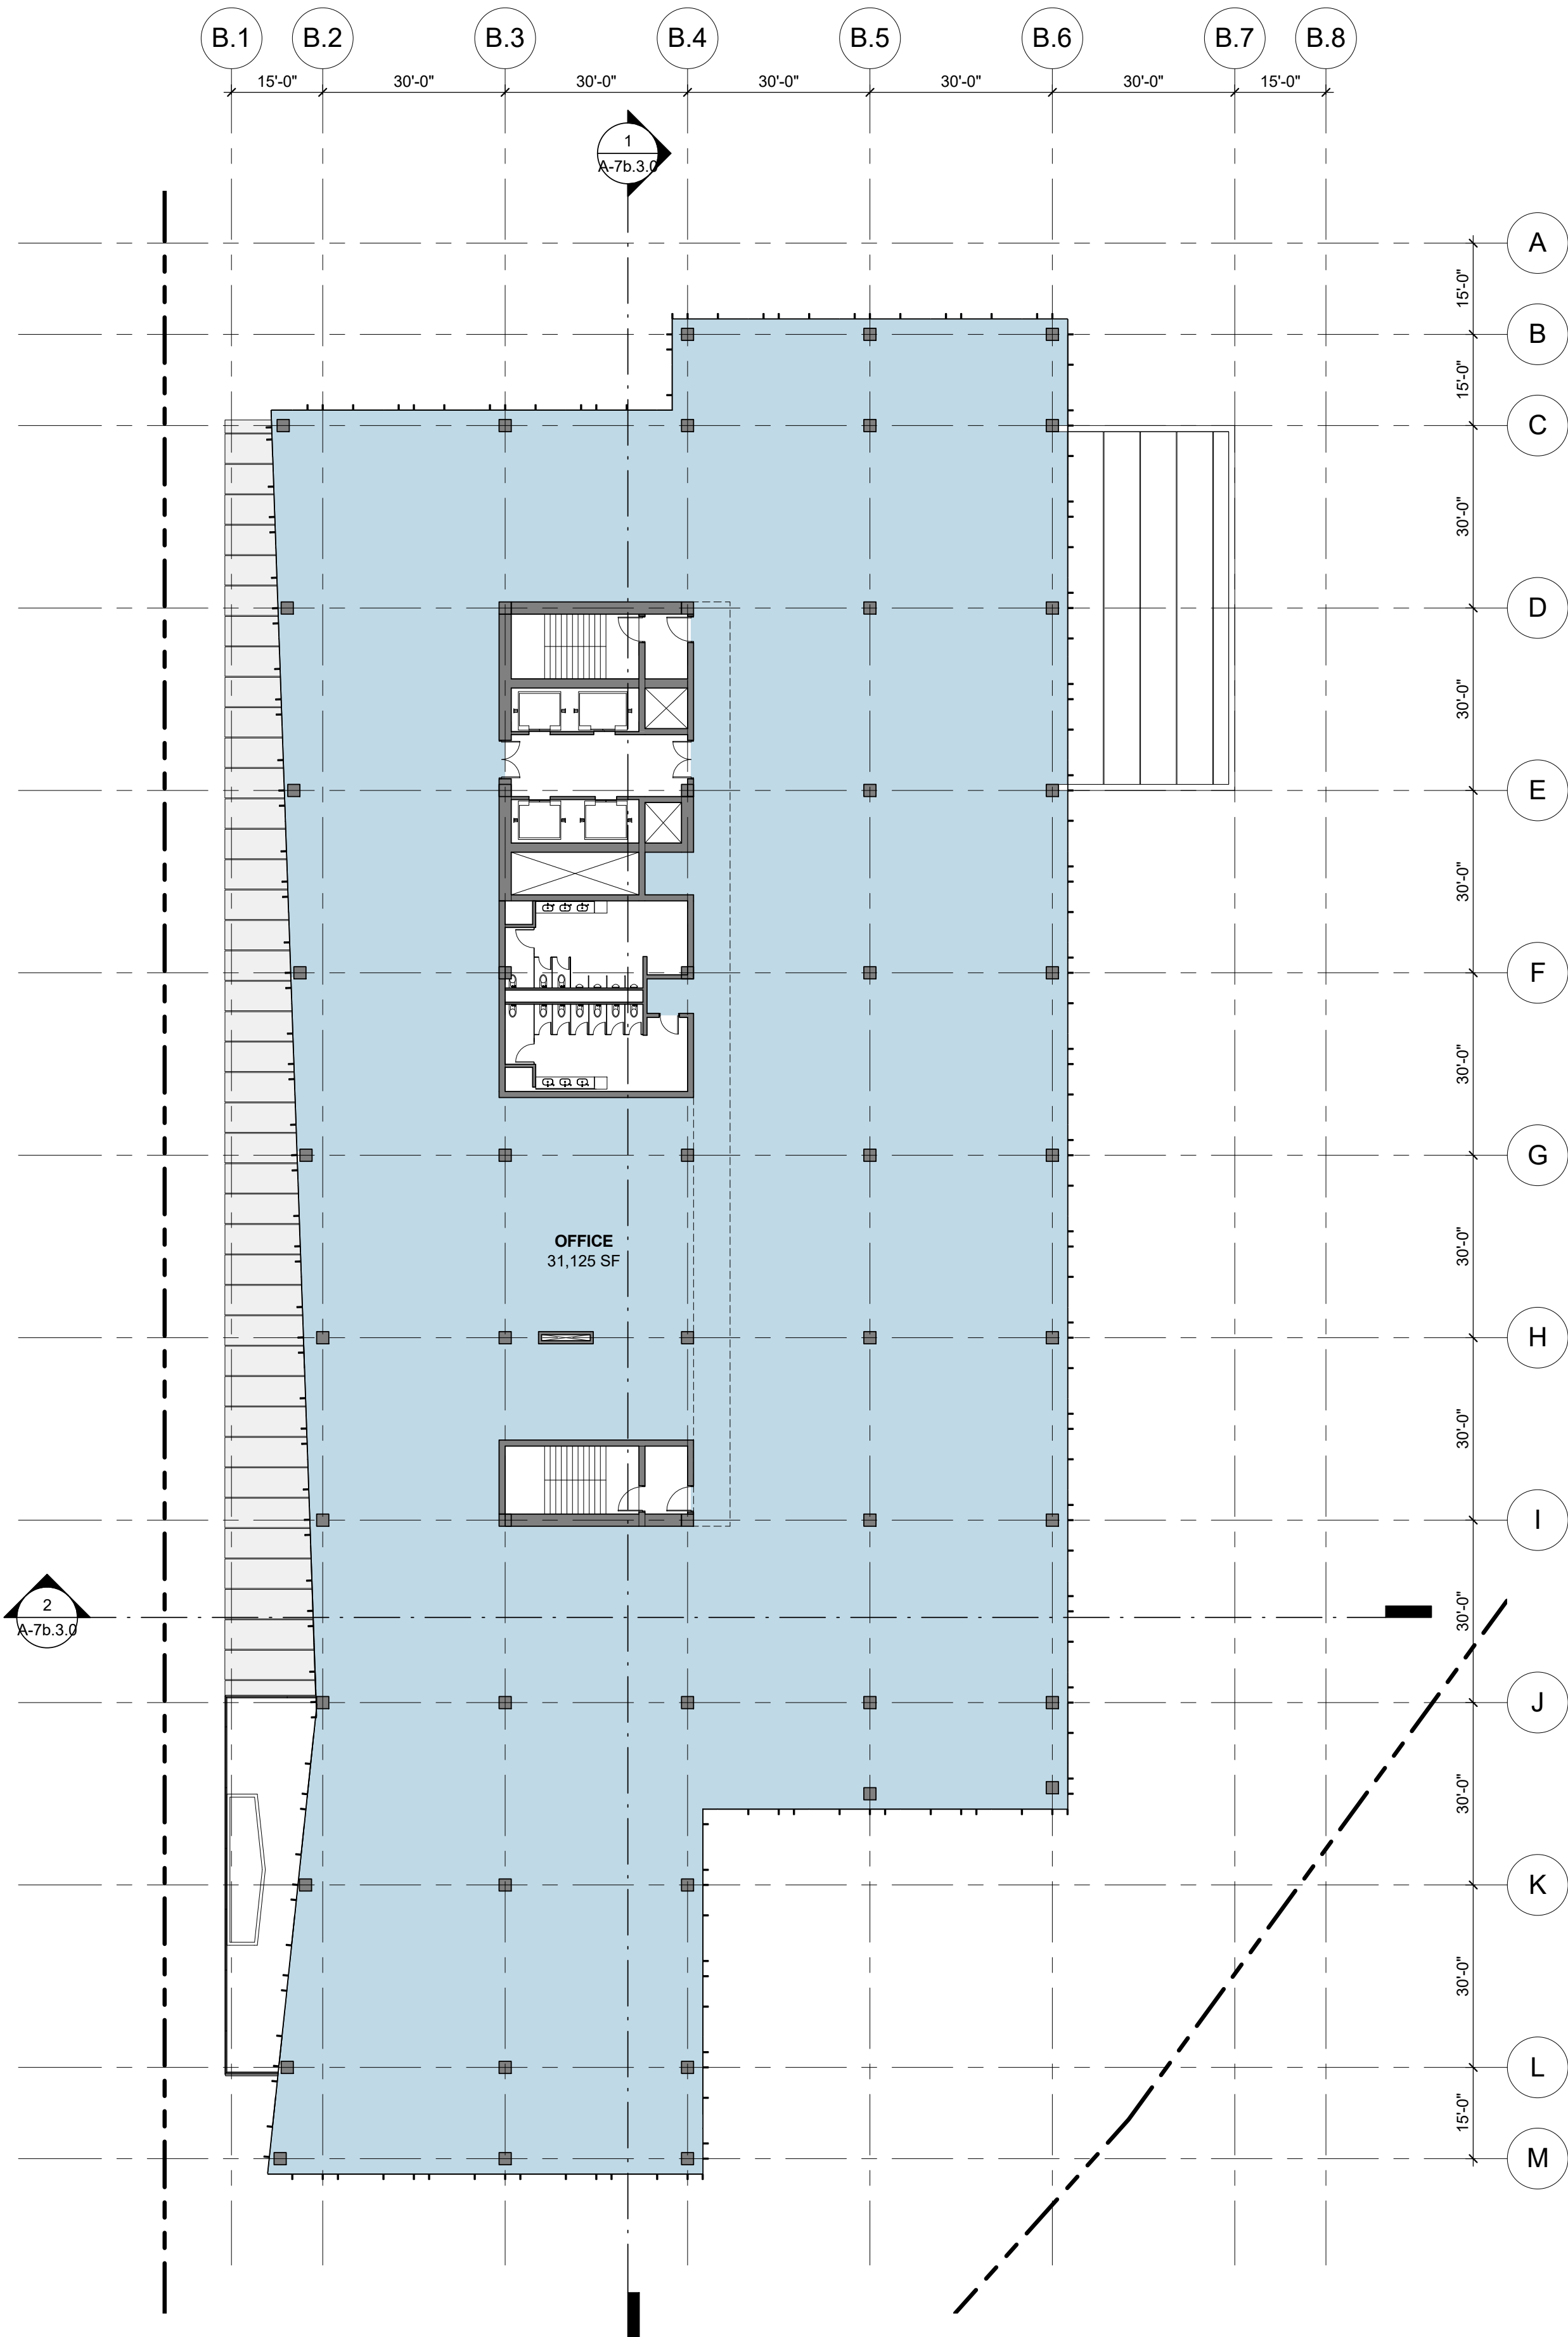 B.1 B.2 B.3 B.4 B.5 B.6 B.7 B.8
15'-0" 30'-0" 30'-0" 30'-0" 30'-0" 30'-0" 15'-0"
1
A-7b.3.0
A
15'-0"
B
15'-0"
C
30'-0"
D
30'-0"
E
30'-0"
F
30'-0"
G
30'-0"
H
30'-0"
I
30'-0"
J
30'-0"
K
30'-0"
L
15'-0"
M
OFFICE
31,125 SF
2
A-7b.3.0